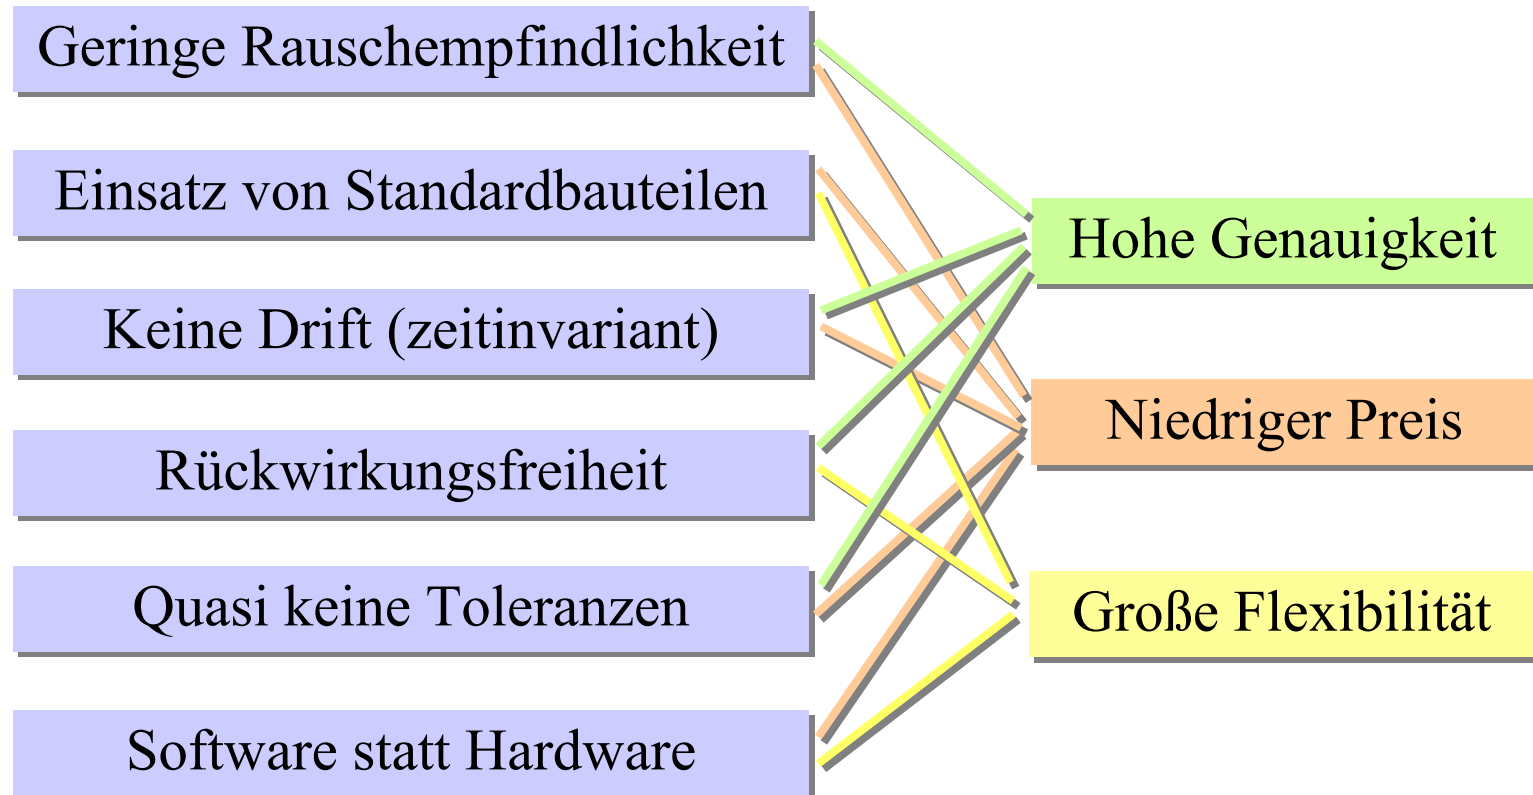 Geringe Rauschempfindlichkeit
Einsatz von Standardbauteilen
Keine Drift (zeitinvariant)
Rückwirkungsfreiheit
Quasi keine Toleranzen
Software statt Hardware
Hohe Genauigkeit
Niedriger Preis
Große Flexibilität